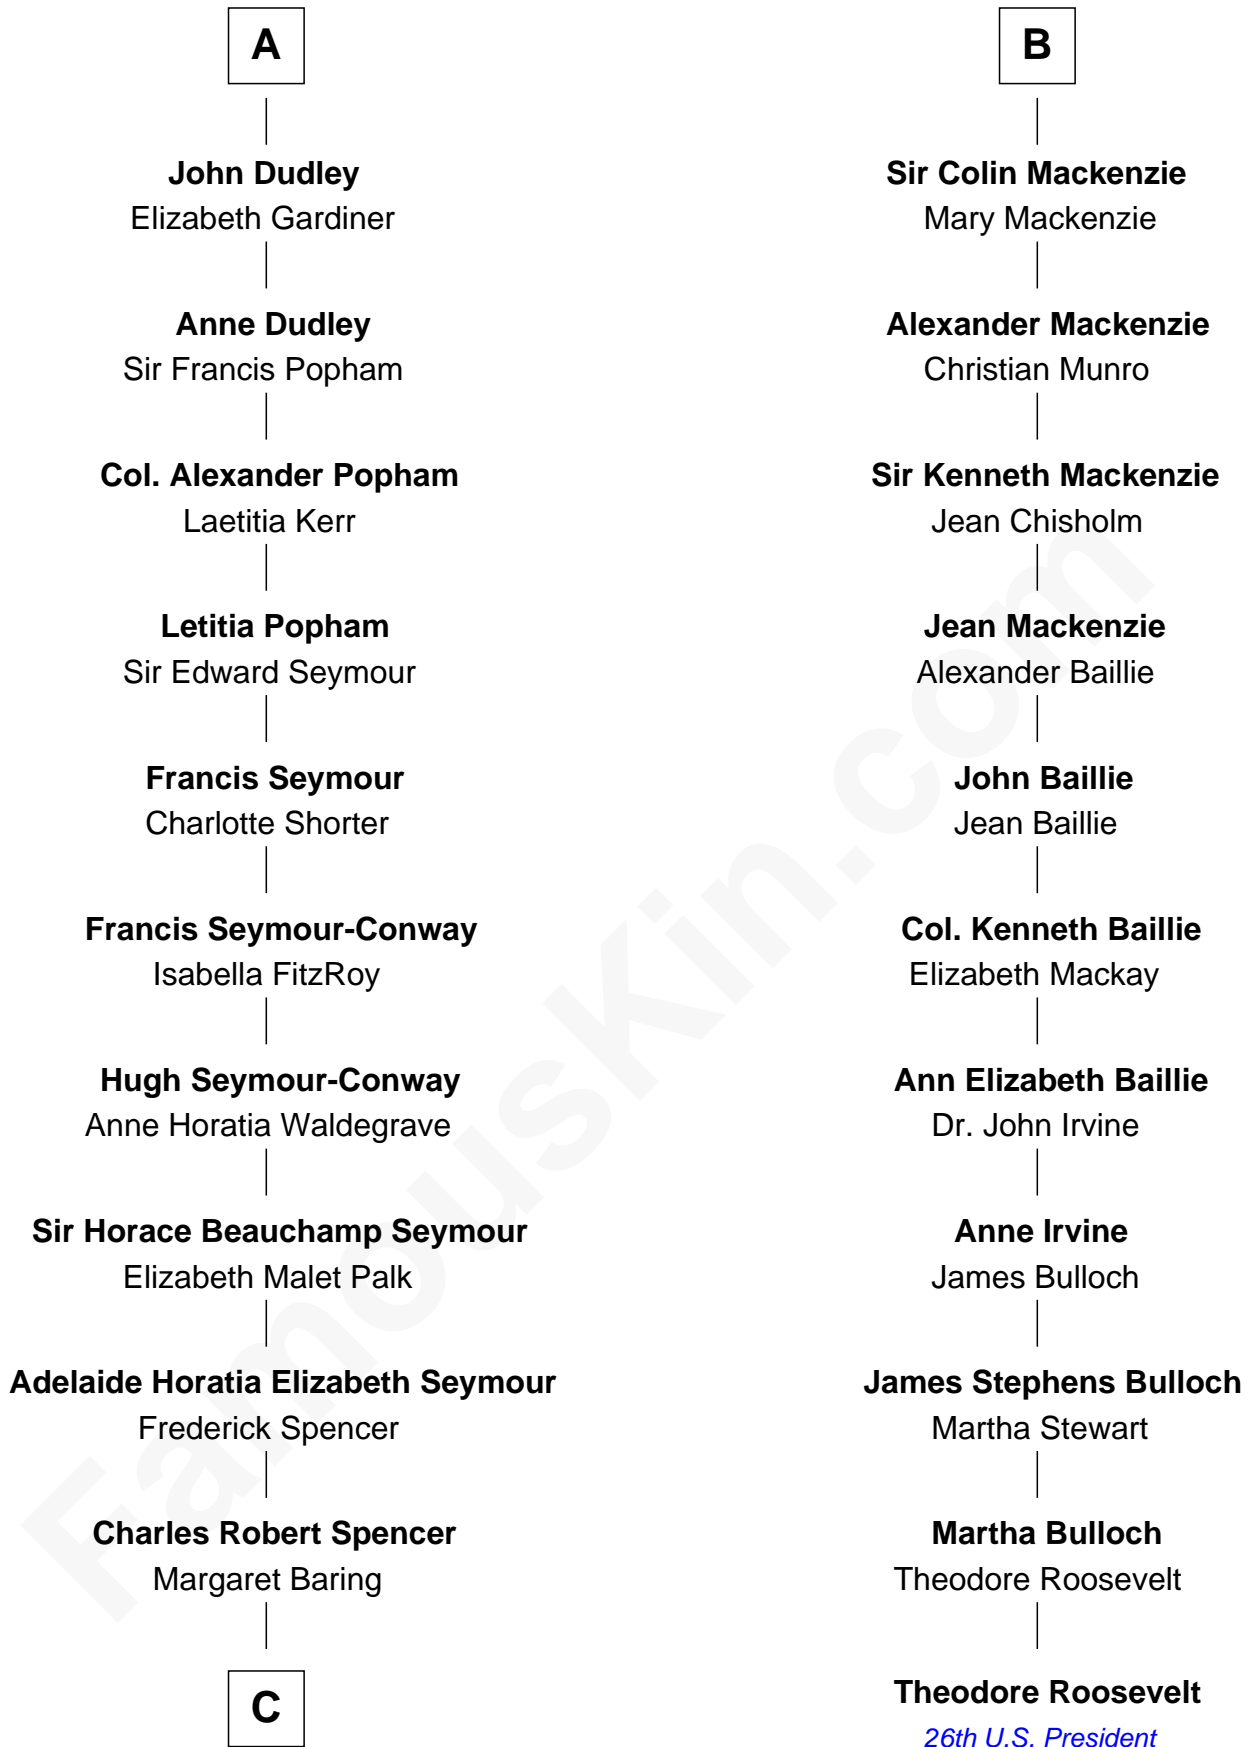 A
John Dudley
Elizabeth Gardiner
Anne Dudley
Sir Francis Popham
Col. Alexander Popham
Laetitia Kerr
Letitia Popham
Sir Edward Seymour
Francis Seymour
Charlotte Shorter
Francis Seymour-Conway
Isabella FitzRoy
Hugh Seymour-Conway
Anne Horatia Waldegrave
Sir Horace Beauchamp Seymour
Elizabeth Malet Palk
Adelaide Horatia Elizabeth Seymour
Frederick Spencer
Charles Robert Spencer
Margaret Baring
C
B
Sir Colin Mackenzie
Mary Mackenzie
Alexander Mackenzie
Christian Munro
Sir Kenneth Mackenzie
Jean Chisholm
Jean Mackenzie
Alexander Baillie
John Baillie
Jean Baillie
Col. Kenneth Baillie
Elizabeth Mackay
Ann Elizabeth Baillie
Dr. John Irvine
Anne Irvine
James Bulloch
James Stephens Bulloch
Martha Stewart
Martha Bulloch
Theodore Roosevelt
Theodore Roosevelt
26th U.S. President
FamousKin.com